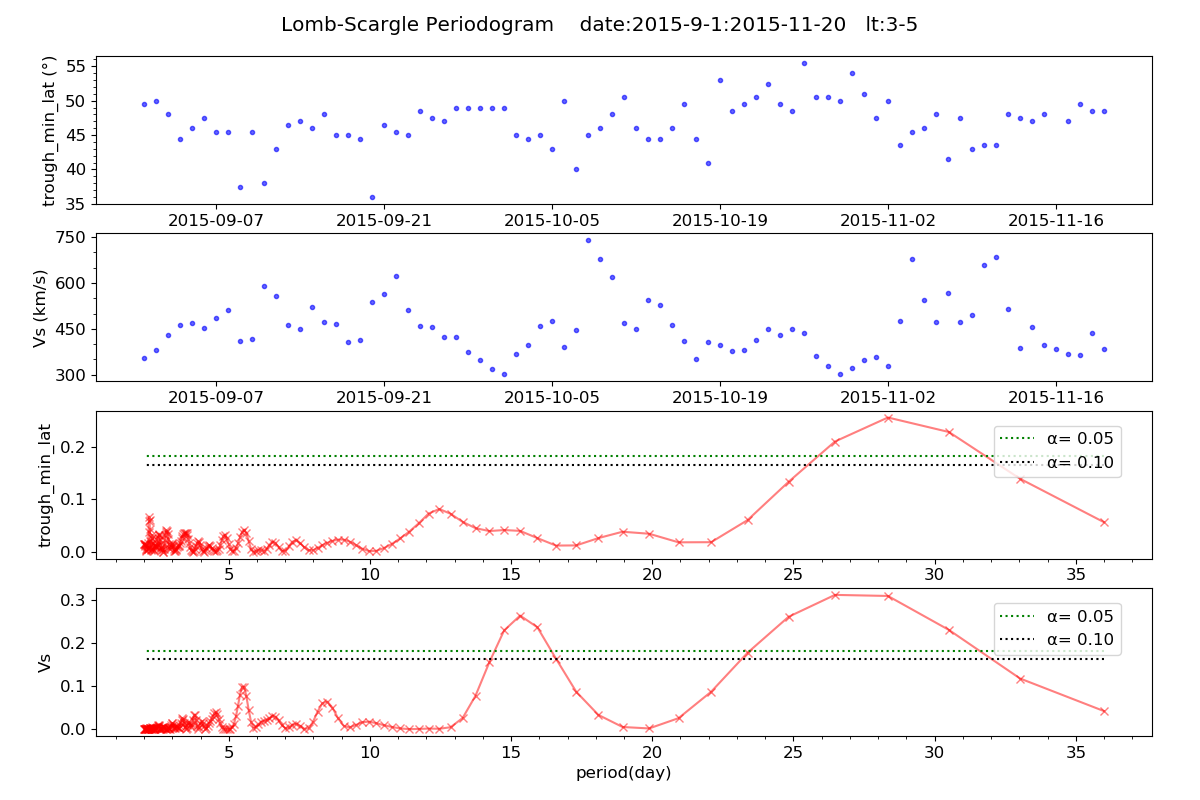 Lomb-Scargle Periodogram    date:2015-9-1:2015-11-20   lt:3-5
trough_min_lat (°)
55
50
45
40
35
2015-09-07 2015-09-21 2015-10-05 2015-10-19 2015-11-02 2015-11-16
Vs (km/s)
750
600
450
300
2015-09-07 2015-09-21 2015-10-05 2015-10-19 2015-11-02 2015-11-16
trough_min_lat
0.2
0.1
0.0
α= 0.05
α= 0.10
5 10 15 20 25 30 35
Vs
0.3
0.2
0.1
0.0
α= 0.05
α= 0.10
5 10 15 20 25 30 35
period(day)